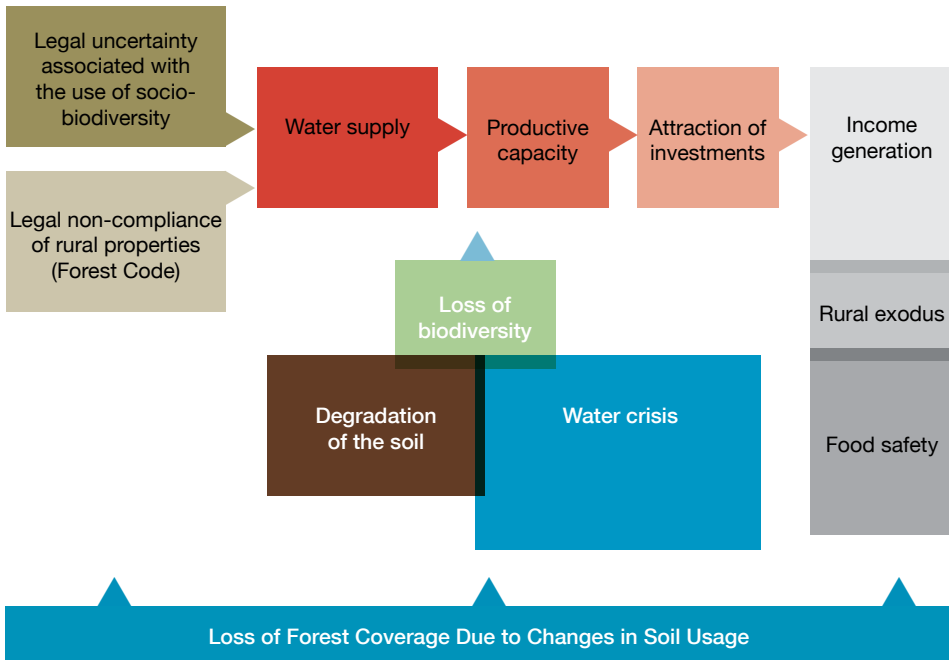 Legal uncertainty
associated with
the use of socio-
biodiversity
Legal non-compliance
of rural properties
(Forest Code)
Water supply
Productive
capacity
Attraction of
investments
Income
generation
Rural exodus
Food safety
Loss of
biodiversity
Degradation
of the soil
Water crisis
Loss of Forest Coverage Due to Changes in Soil Usage